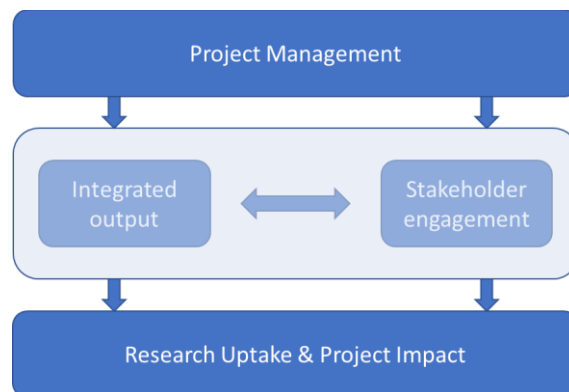 Project Management
Integrated
output
Stakeholder
engagement
Research Uptake & Project Impact